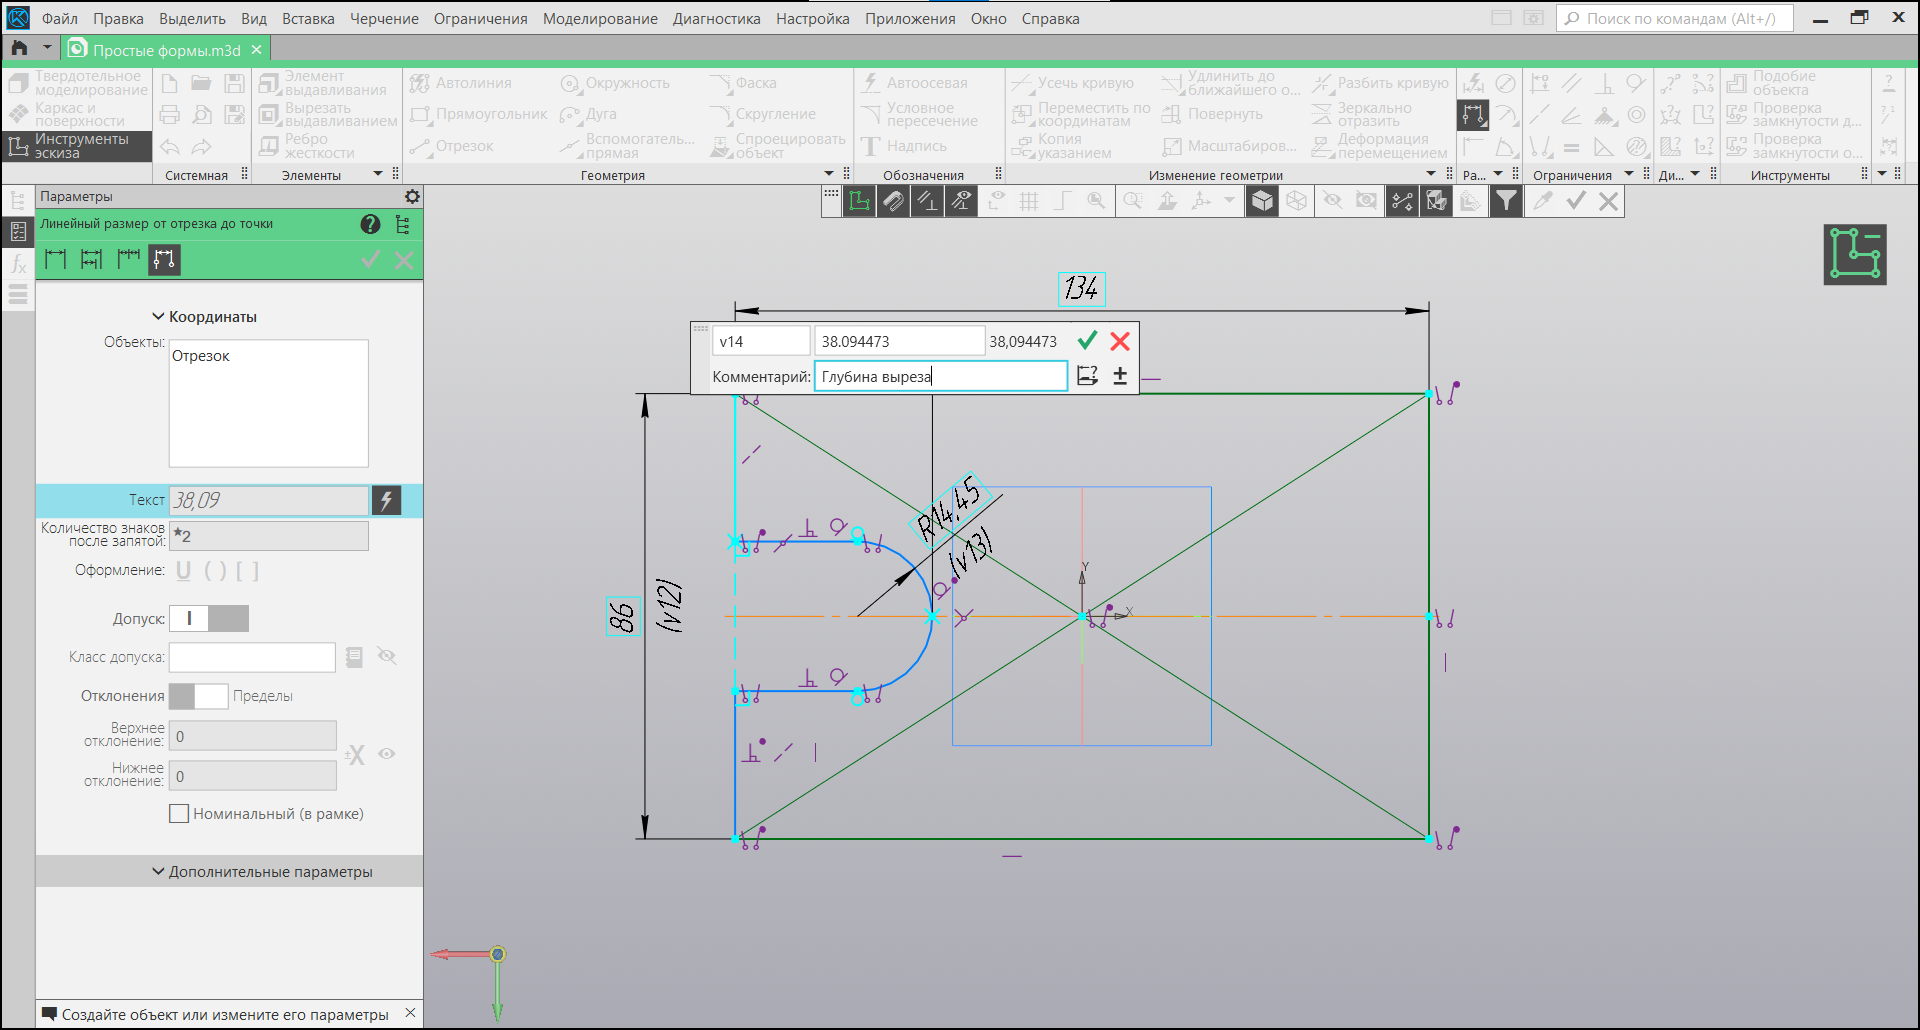 Файл Правка Выделить Вид Вставка Черчение Ограничения Моделирование Диагностика Настройка Приложения Окно Справка
Поиск по командам (Alt+/)
Простые формы.m3d
Твердотельное моделирование
Каркас и поверхности
Инструменты эскиза
Системная
Элемент выдавливания
Вырезать выдавливанием
Ребро жесткости
Элементы
Автолиния
Прямоугольник
Отрезок
Окружность
Дуга
Вспомогатель... прямая
Фаска
Скругление
Спроецировать объект
Геометрия
Автоосевая
Условное пересечение
Надпись
Обозначения
Усечь кривую
Переместить по координатам
Копия указанием
Удлинить до ближайшего о...
Повернуть
Масштабиров...
Разбить кривую
Зеркально отразить
Деформация перемещением
Изменение геометрии
Ра...
Ограничения
Ди...
Подобие объекта
Проверка замкнутости д...
Проверка замкнутости о...
Инструменты
Параметры
Линейный размер от отрезка до точки
Координаты
Объекты:
Отрезок
Текст 38,09
Количество знаков после запятой: *2
Оформление: U ( ) [ ]
Допуск: I
Класс допуска:
Отклонения Пределы
Верхнее отклонение: 0
Нижнее отклонение: 0
±X
Номинальный (в рамке)
Дополнительные параметры
Создайте объект или измените его параметры
134
v14 38.094473 38,094473
Комментарий: Глубина выреза
R14,45
(v13)
86
(v12)
Y
X